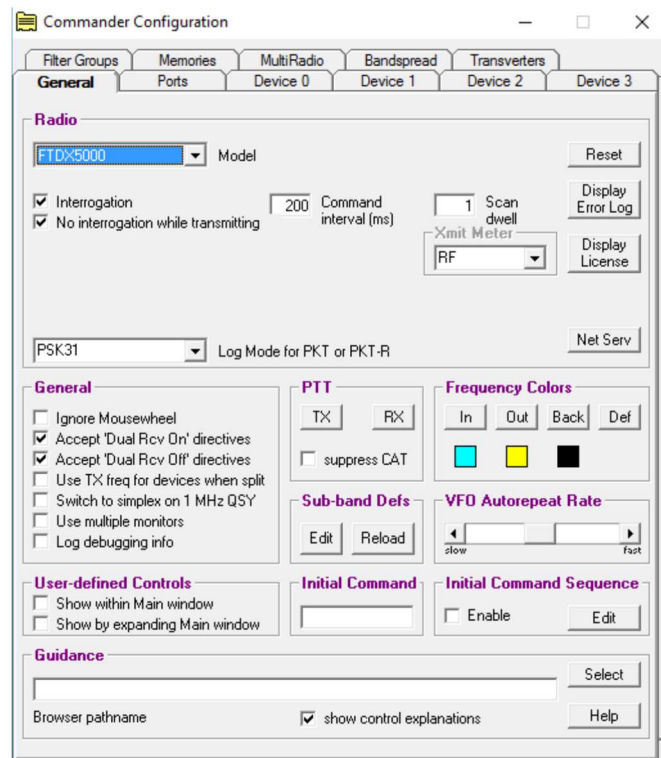 Commander Configuration
Filter Groups Memories MultiRadio Bandspread Transverters
General Ports Device 0 Device 1 Device 2 Device 3
Radio
FTDX5000 Model Reset
Interrogation 200 Command interval (ms) 1 Scan dwell Display Error Log
No interrogation while transmitting
Xmit Meter
RF Display License
PSK31 Log Mode for PKT or PKT-R Net Serv
General
Ignore Mousewheel
Accept 'Dual Rcv On' directives
Accept 'Dual Rcv Off' directives
Use TX freq for devices when split
Switch to simplex on 1 MHz QSY
Use multiple monitors
Log debugging info
PTT
TX RX
suppress CAT
Frequency Colors
In Out Back Def
Sub-band Defs
Edit Reload
VFO Autorepeat Rate
slow fast
User-defined Controls
Show within Main window
Show by expanding Main window
Initial Command
Initial Command Sequence
Enable Edit
Guidance
Select
Browser pathname show control explanations Help